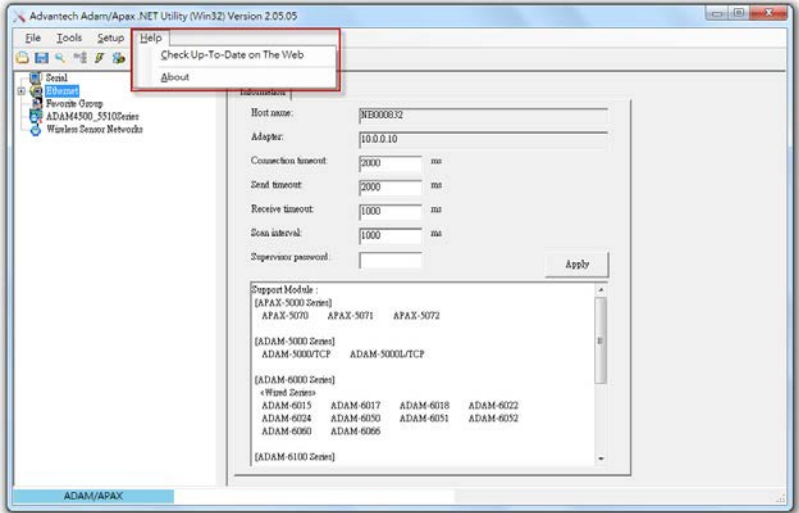 Advantech Adam/Apax .NET Utility (Win32) Version 2.05.05
File Tools Setup Help
Check Up-To-Date on The Web
About
Serial
Ethernet
Favorite Group
ADAM4500_5510Series
Wireless Sensor Networks
Information
Host name: NB000832
Adapter: 10.0.0.10
Connection timeout: 2000 ms
Send timeout: 2000 ms
Receive timeout: 1000 ms
Scan interval: 1000 ms
Supervisor password:
Apply
Support Module :
[APAX-5000 Series]
APAX-5070 APAX-5071 APAX-5072
[ADAM-5000 Series]
ADAM-5000/TCP ADAM-5000L/TCP
[ADAM-6000 Series]
<Wired Series>
ADAM-6015 ADAM-6017 ADAM-6018 ADAM-6022
ADAM-6024 ADAM-6050 ADAM-6051 ADAM-6052
ADAM-6060 ADAM-6066
[ADAM-6100 Series]
ADAM/APAX